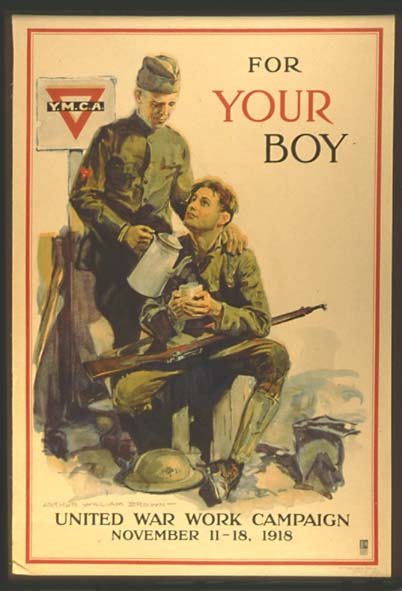 FOR
YOUR
BOY
Y.M.C.A.
ARTHUR WILLIAM BROWN
UNITED WAR WORK CAMPAIGN
NOVEMBER 11-18, 1918